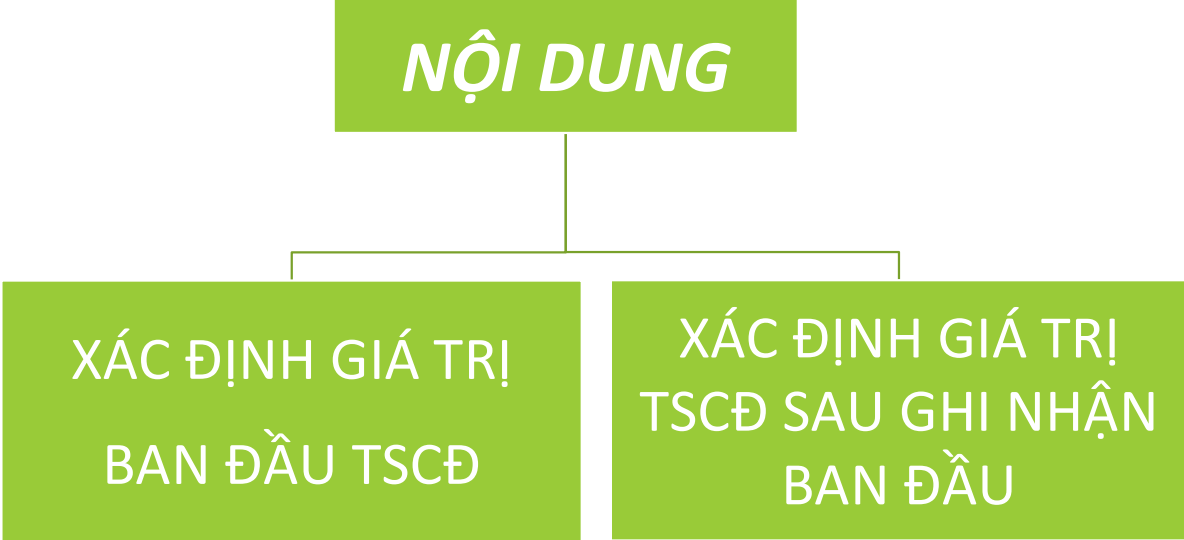 NỘI DUNG
XÁC ĐỊNH GIÁ TRỊ
BAN ĐẦU TSCĐ
XÁC ĐỊNH GIÁ TRỊ
TSCĐ SAU GHI NHẬN
BAN ĐẦU